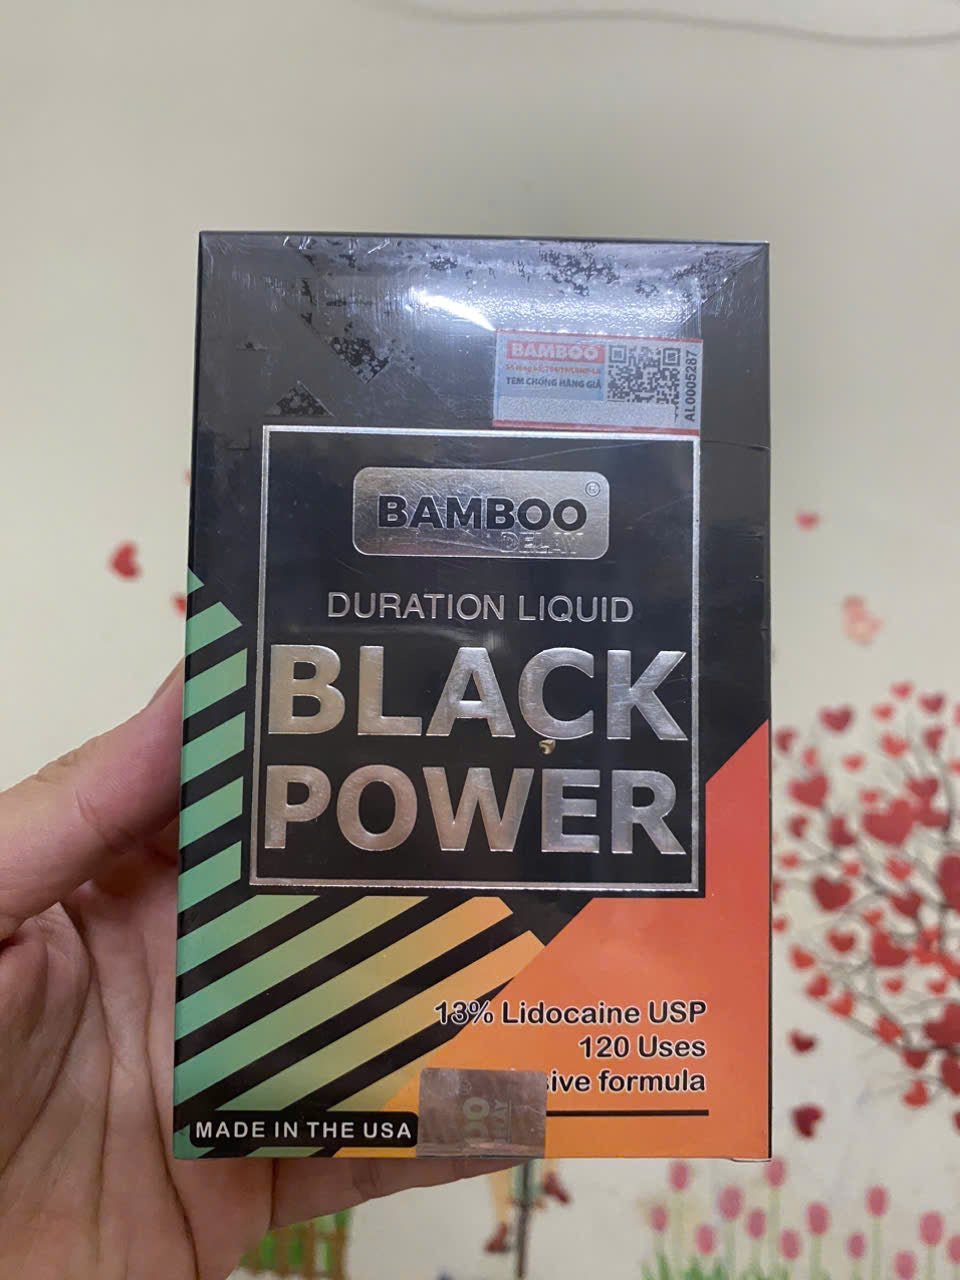 BAMBOO
TEM CHỐNG HÀNG GIẢ
AL0005287
BAMBOO®
DELAY
DURATION LIQUID
BLACK
POWER
13% Lidocaine USP
120 Uses
sive formula
MADE IN THE USA